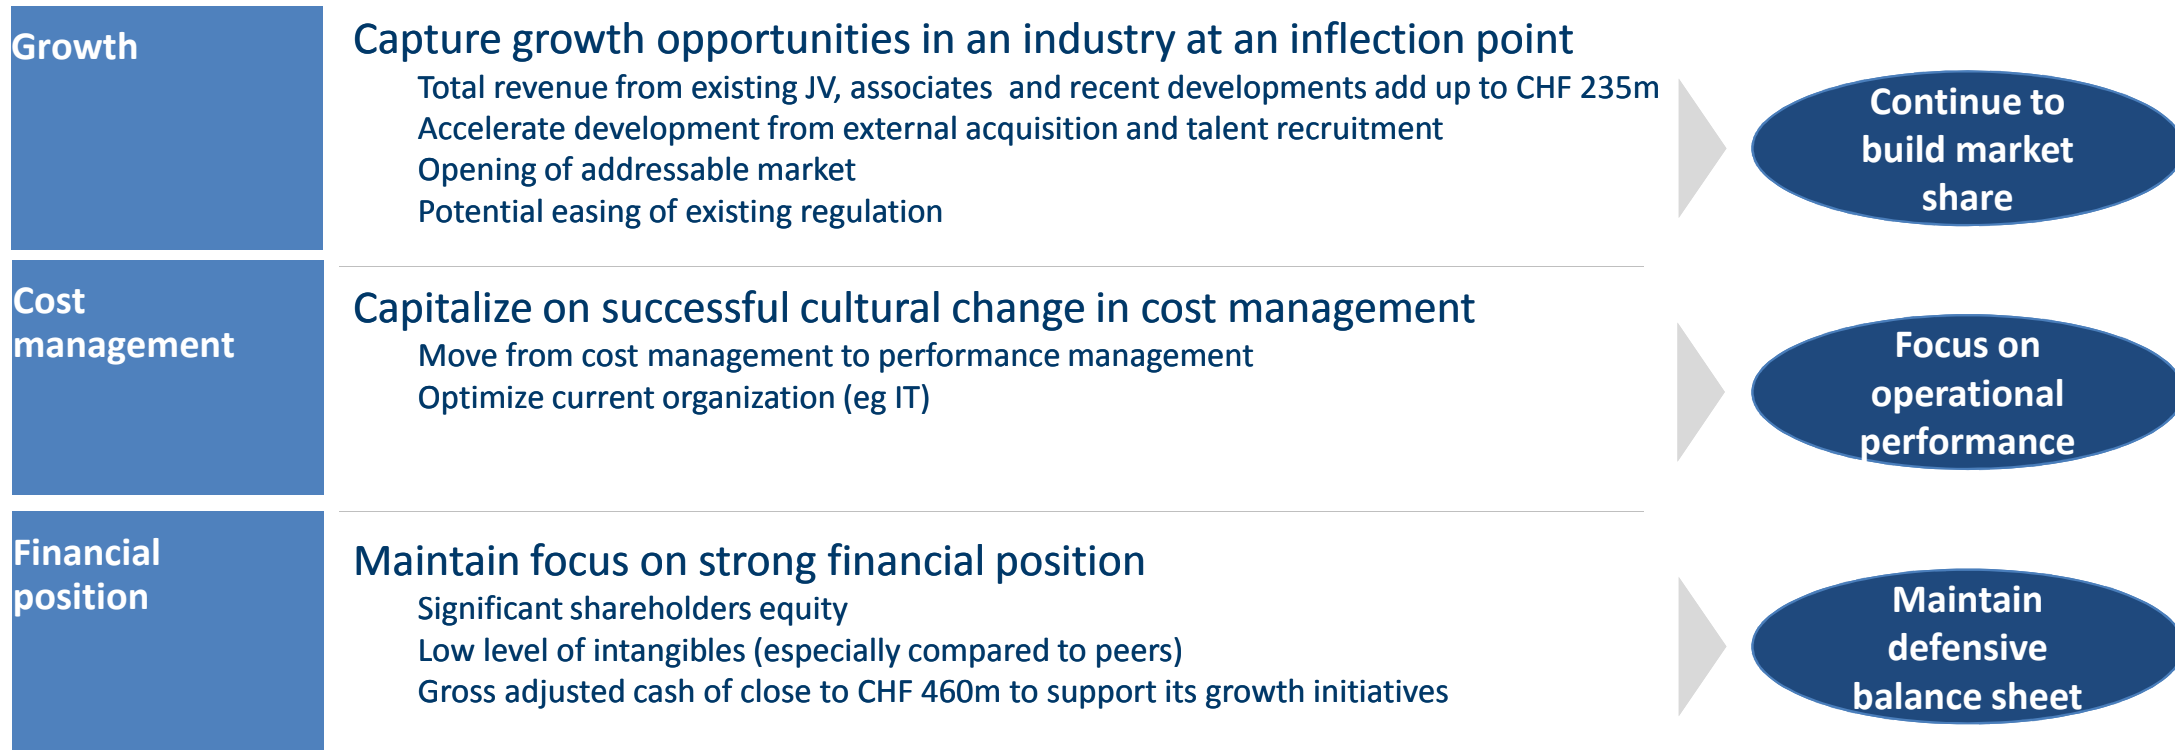 Growth
Capture growth opportunities in an industry at an inflection point
Total revenue from existing JV, associates and recent developments add up to CHF 235m
Accelerate development from external acquisition and talent recruitment
Opening of addressable market
Potential easing of existing regulation
Continue to
build market
share
Cost
management
Capitalize on successful cultural change in cost management
Move from cost management to performance management
Optimize current organization (eg IT)
Focus on
operational
performance
Financial
position
Maintain focus on strong financial position
Significant shareholders equity
Low level of intangibles (especially compared to peers)
Gross adjusted cash of close to CHF 460m to support its growth initiatives
Maintain
defensive
balance sheet